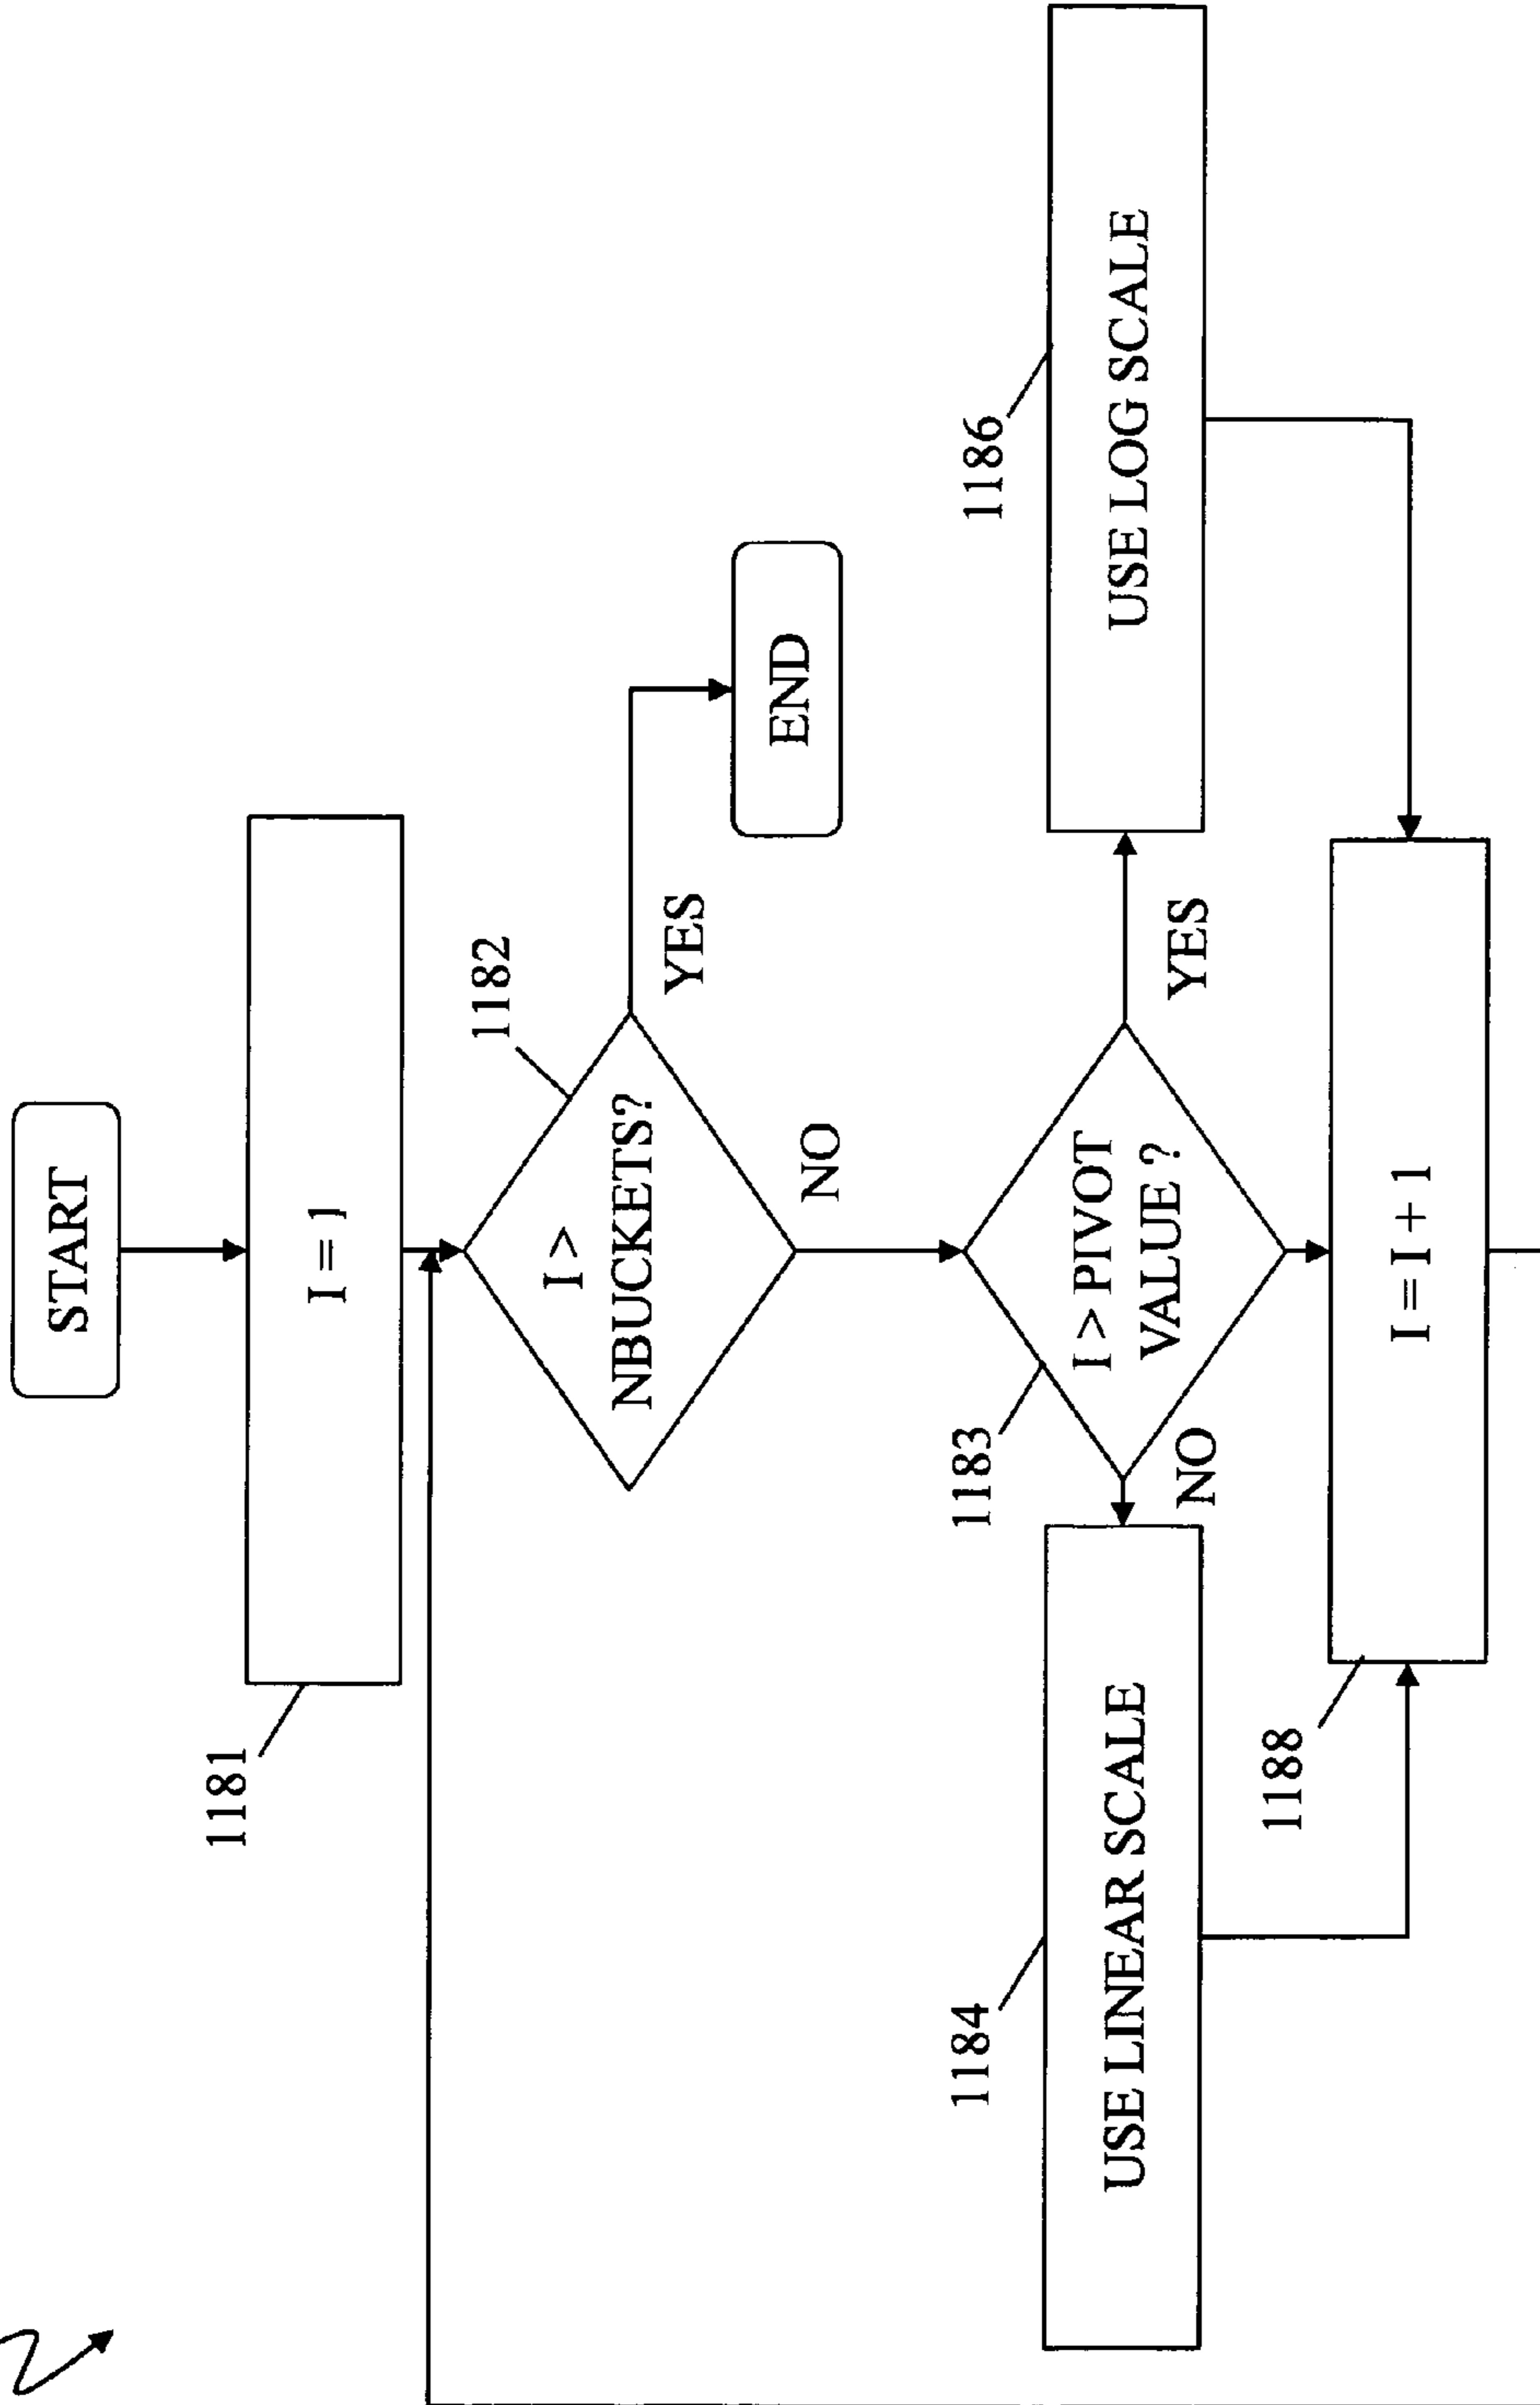 START
1181
I = 1
1182
I >
NBUCKETS?
YES
END
NO
1183
I > PIVOT
VALUE ?
NO
YES
1184
USE LINEAR SCALE
1186
USE LOG SCALE
1188
I = I + 1